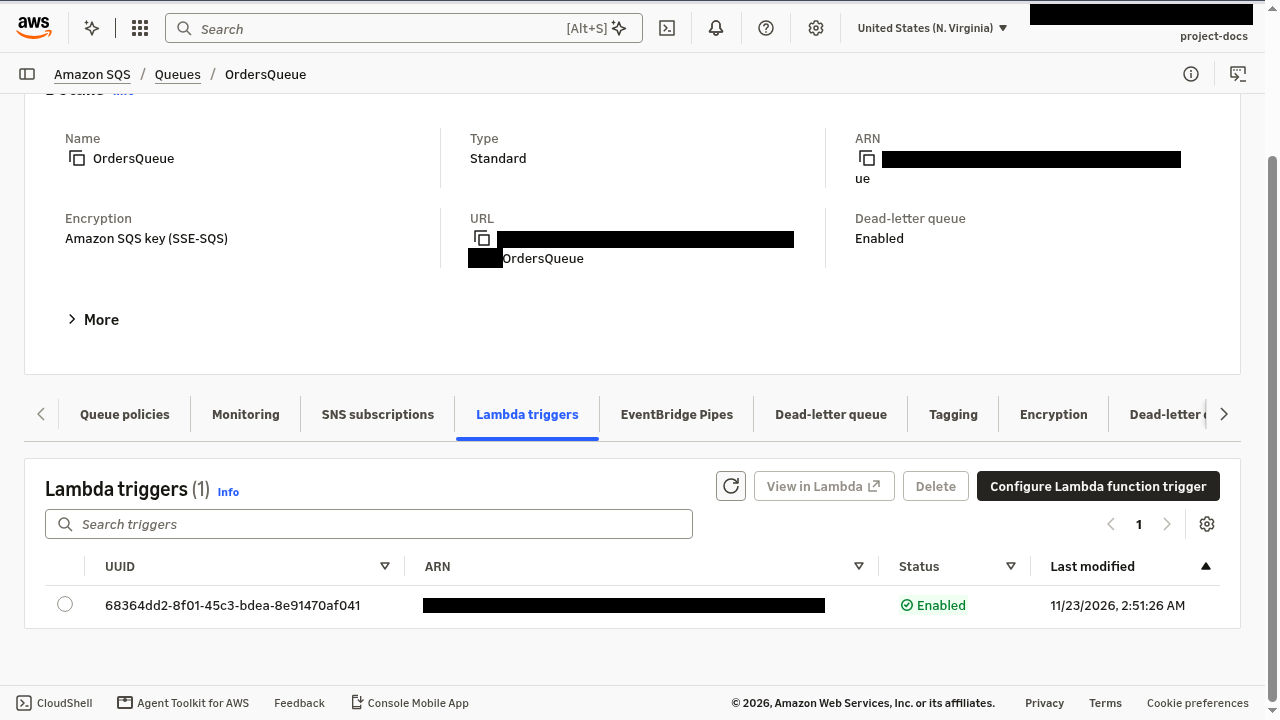 aws
Search [Alt+S]
United States (N. Virginia)
project-docs
Amazon SQS / Queues / OrdersQueue
Name
OrdersQueue
Type
Standard
ARN
ue
Encryption
Amazon SQS key (SSE-SQS)
URL
OrdersQueue
Dead-letter queue
Enabled
More
Queue policies
Monitoring
SNS subscriptions
Lambda triggers
EventBridge Pipes
Dead-letter queue
Tagging
Encryption
Dead-letter
Lambda triggers (1) Info
View in Lambda
Delete
Configure Lambda function trigger
Search triggers
1
UUID ARN Status Last modified
68364dd2-8f01-45c3-bdea-8e91470af041 Enabled 11/23/2026, 2:51:26 AM
CloudShell Agent Toolkit for AWS Feedback Console Mobile App © 2026, Amazon Web Services, Inc. or its affiliates. Privacy Terms Cookie preferences